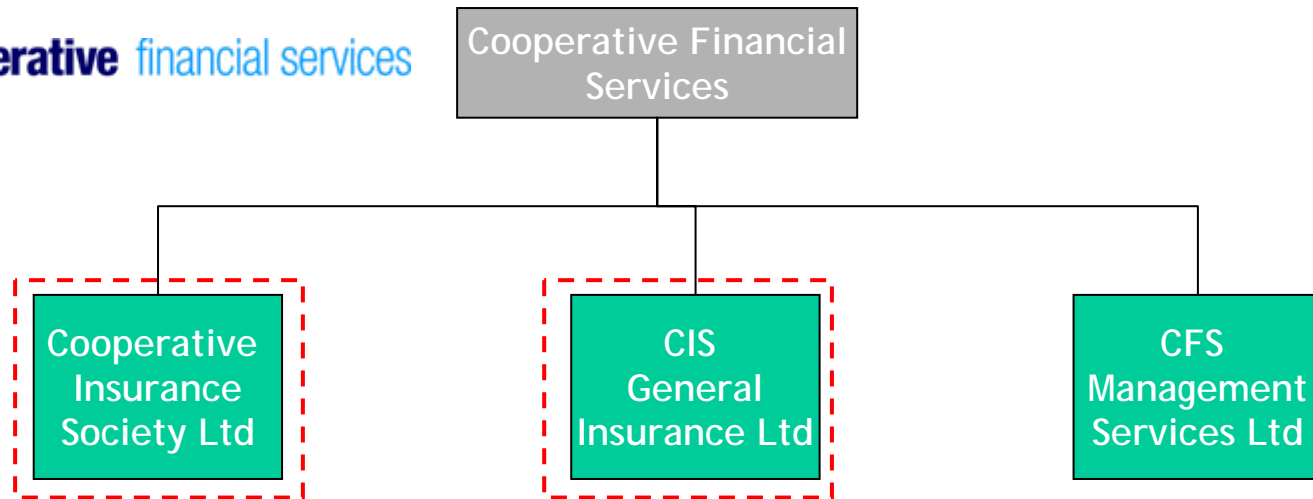 erative financial services
Cooperative Financial
Services
Cooperative
Insurance
Society Ltd
CIS
General
Insurance Ltd
CFS
Management
Services Ltd